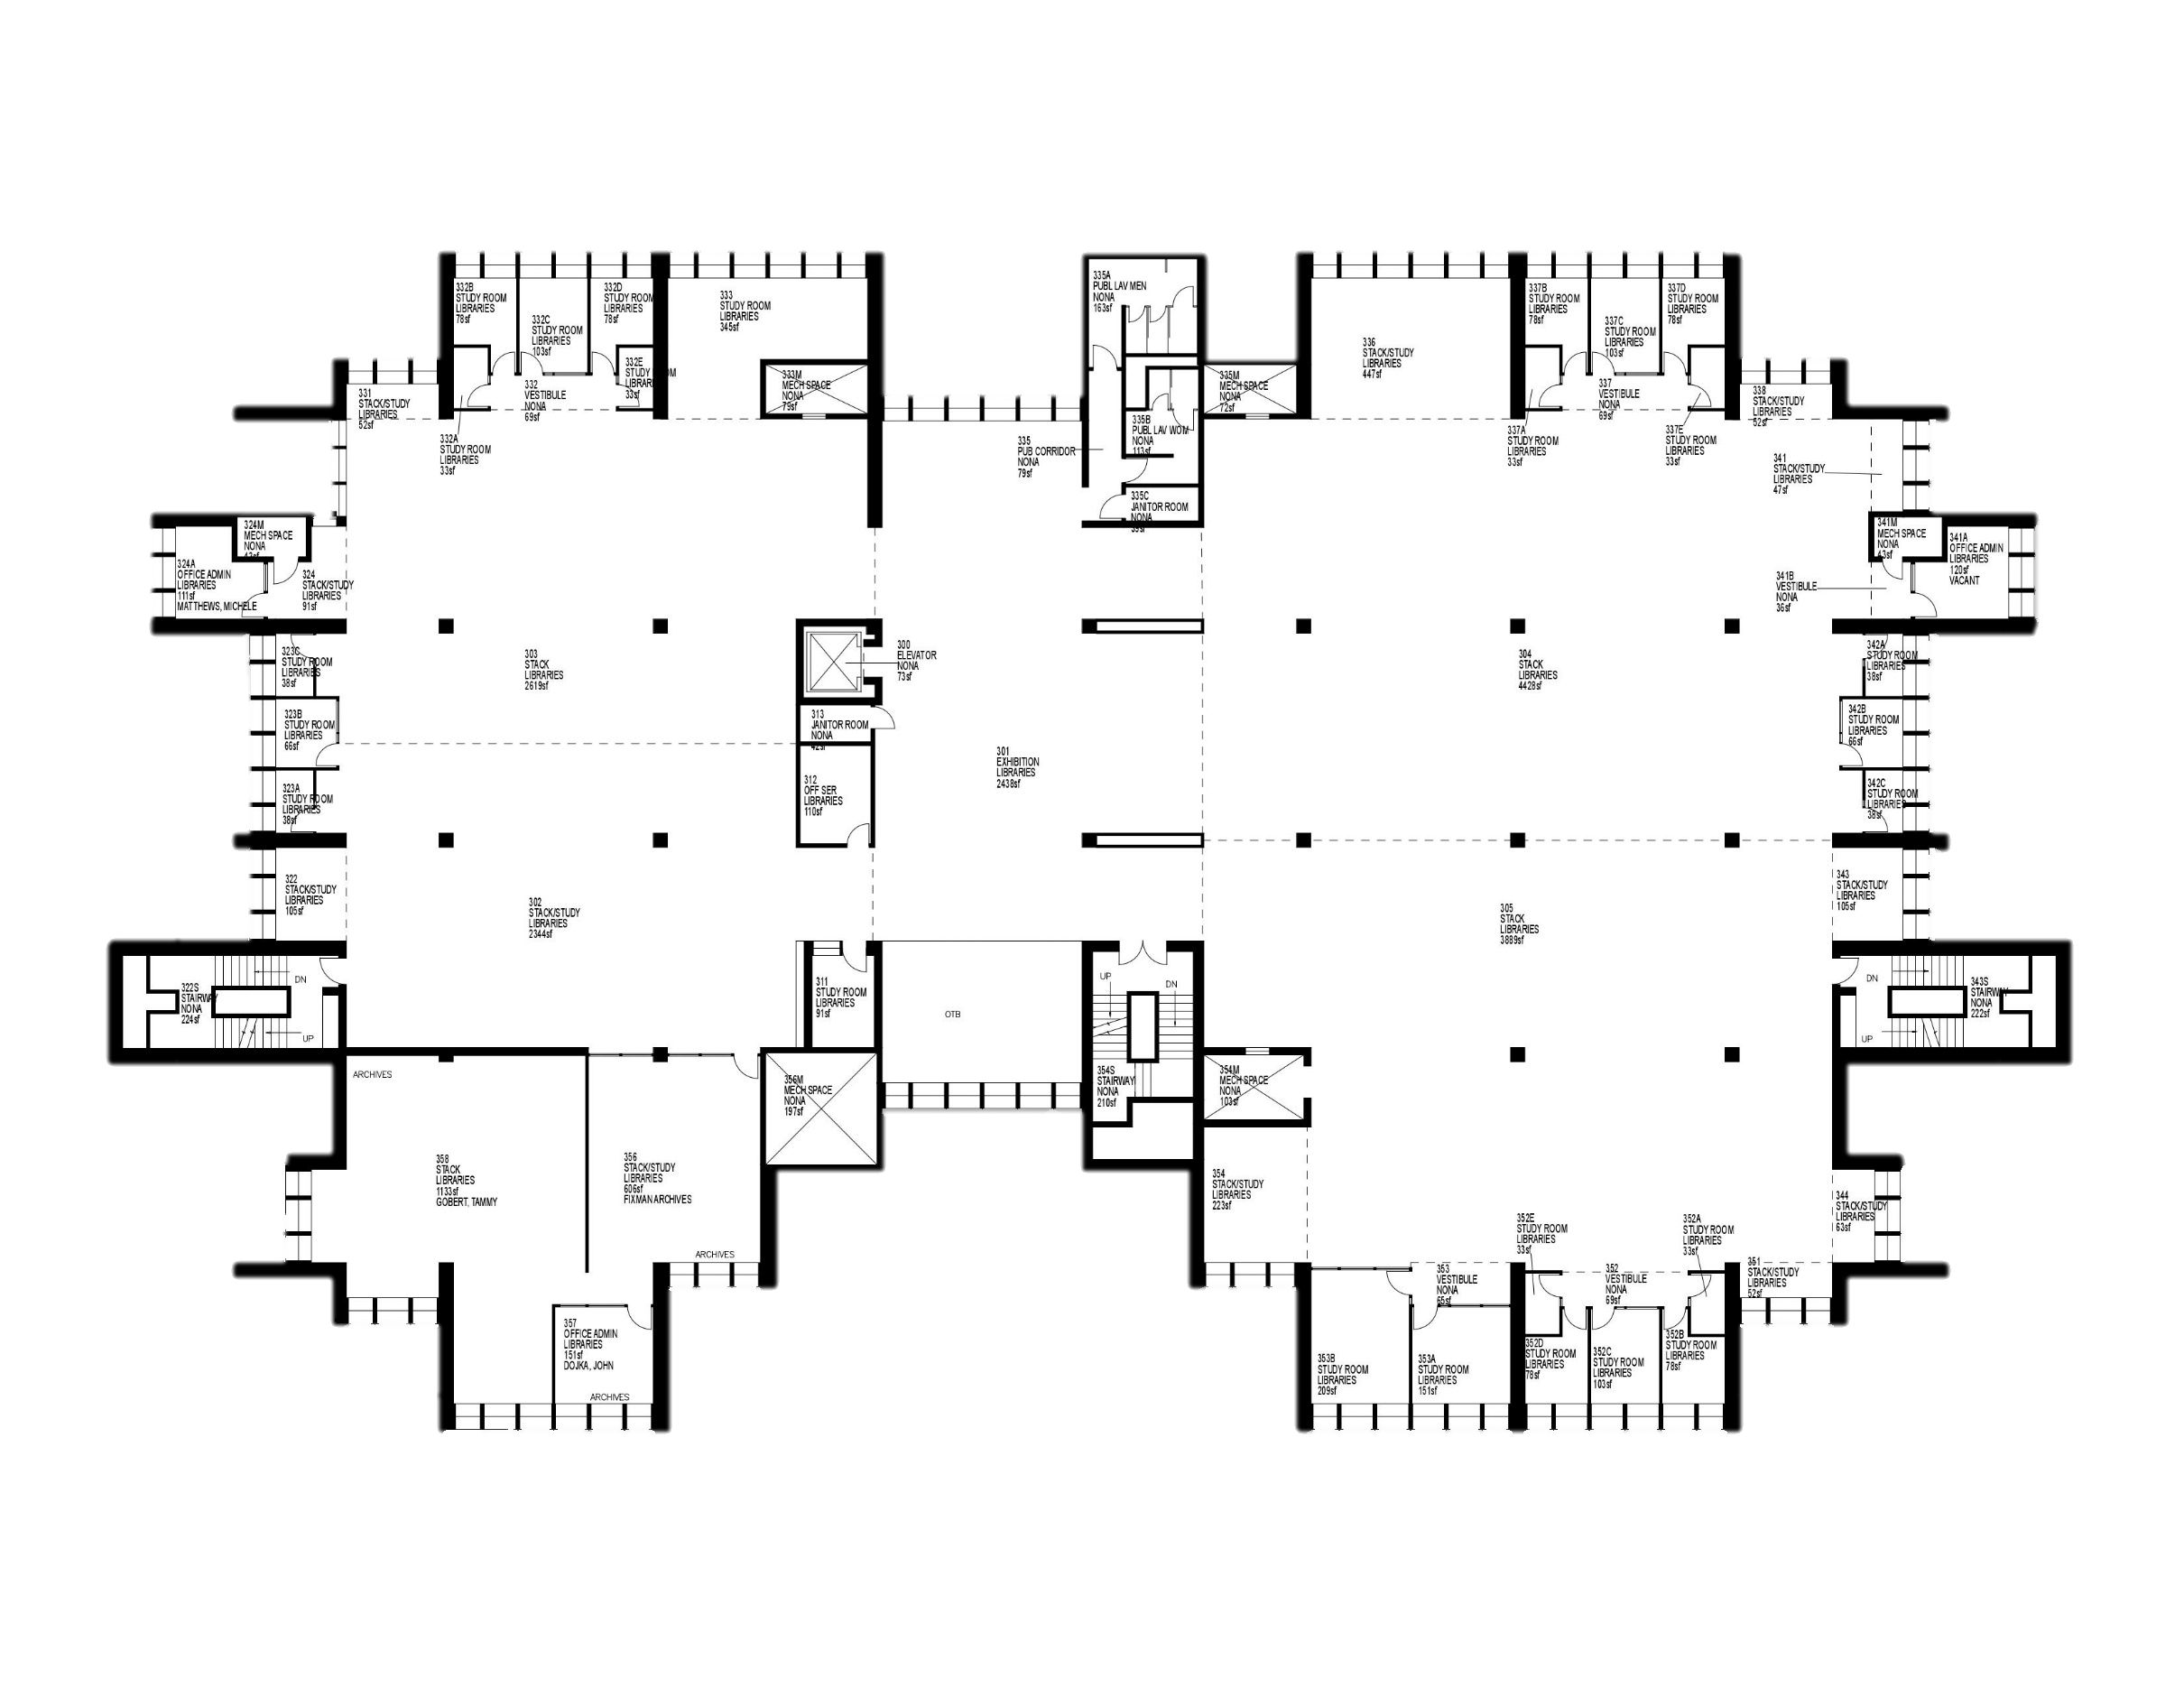 332B
STUDY ROOM
LIBRARIES
78sf
332C
STUDY ROOM
LIBRARIES
103sf
332D
STUDY ROOM
LIBRARIES
78sf
332E
STUDY ROOM
LIBRARIES
33sf
332
VESTIBULE
NONA
69sf
332A
STUDY ROOM
LIBRARIES
33sf
331
STACK/STUDY
LIBRARIES
52sf
333
STUDY ROOM
LIBRARIES
345sf
333M
MECH SPACE
NONA
79sf
335A
PUBL LAV MEN
NONA
163sf
335B
PUBL LAV WOM
NONA
113sf
335
PUB CORRIDOR
NONA
79sf
335C
JANITOR ROOM
NONA
39sf
335M
MECH SPACE
NONA
72sf
336
STACK/STUDY
LIBRARIES
447sf
337B
STUDY ROOM
LIBRARIES
78sf
337C
STUDY ROOM
LIBRARIES
103sf
337D
STUDY ROOM
LIBRARIES
78sf
337
VESTIBULE
NONA
69sf
337A
STUDY ROOM
LIBRARIES
33sf
337E
STUDY ROOM
LIBRARIES
33sf
338
STACK/STUDY
LIBRARIES
52sf
341
STACK/STUDY
LIBRARIES
47sf
324M
MECH SPACE
NONA
324A
OFFICE ADMIN
LIBRARIES
111sf
MATTHEWS, MICHELE
324
STACK/STUDY
LIBRARIES
91sf
341M
MECH SPACE
NONA
43sf
341A
OFFICE ADMIN
LIBRARIES
120sf
VACANT
341B
VESTIBULE
NONA
36sf
323C
STUDY ROOM
LIBRARIES
38sf
303
STACK
LIBRARIES
2619sf
300
ELEVATOR
NONA
73sf
304
STACK
LIBRARIES
4428sf
342A
STUDY ROOM
LIBRARIES
38sf
323B
STUDY ROOM
LIBRARIES
66sf
313
JANITOR ROOM
NONA
42sf
342B
STUDY ROOM
LIBRARIES
66sf
301
EXHIBITION
LIBRARIES
2438sf
323A
STUDY ROOM
LIBRARIES
38sf
312
OFF SER
LIBRARIES
110sf
342C
STUDY ROOM
LIBRARIES
38sf
322
STACK/STUDY
LIBRARIES
105sf
302
STACK/STUDY
LIBRARIES
2344sf
305
STACK
LIBRARIES
3889sf
343
STACK/STUDY
LIBRARIES
105sf
322S
STAIRWAY
NONA
224sf
DN
UP
311
STUDY ROOM
LIBRARIES
91sf
OTB
UP
DN
DN
UP
343S
STAIRWAY
NONA
222sf
ARCHIVES
356M
MECH SPACE
NONA
197sf
354S
STAIRWAY
NONA
210sf
354M
MECH SPACE
NONA
103sf
358
STACK
LIBRARIES
1133sf
GOBERT, TAMMY
356
STACK/STUDY
LIBRARIES
606sf
FIXMAN ARCHIVES
354
STACK/STUDY
LIBRARIES
223sf
344
STACK/STUDY
LIBRARIES
63sf
ARCHIVES
352E
STUDY ROOM
LIBRARIES
33sf
352A
STUDY ROOM
LIBRARIES
33sf
353
VESTIBULE
NONA
65sf
352
VESTIBULE
NONA
69sf
351
STACK/STUDY
LIBRARIES
52sf
357
OFFICE ADMIN
LIBRARIES
151sf
DOJKA, JOHN
ARCHIVES
353B
STUDY ROOM
LIBRARIES
209sf
353A
STUDY ROOM
LIBRARIES
151sf
352D
STUDY ROOM
LIBRARIES
78sf
352C
STUDY ROOM
LIBRARIES
103sf
352B
STUDY ROOM
LIBRARIES
78sf